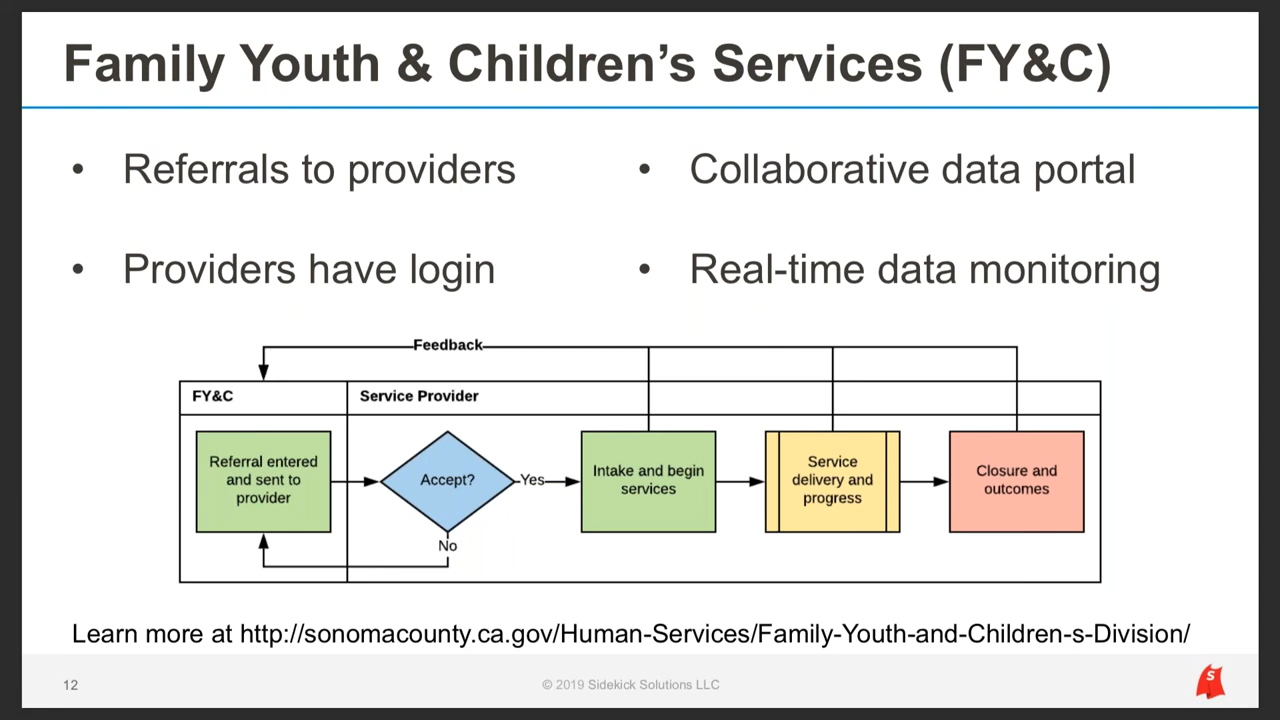 Family Youth & Children’s Services (FY&C)
• Referrals to providers
• Providers have login
• Collaborative data portal
• Real-time data monitoring
Feedback
FY&C
Service Provider
Referral entered
and sent to
provider
Accept?
Yes
No
Intake and begin
services
Service
delivery and
progress
Closure and
outcomes
Learn more at http://sonomacounty.ca.gov/Human-Services/Family-Youth-and-Children-s-Division/
12
© 2019 Sidekick Solutions LLC
S